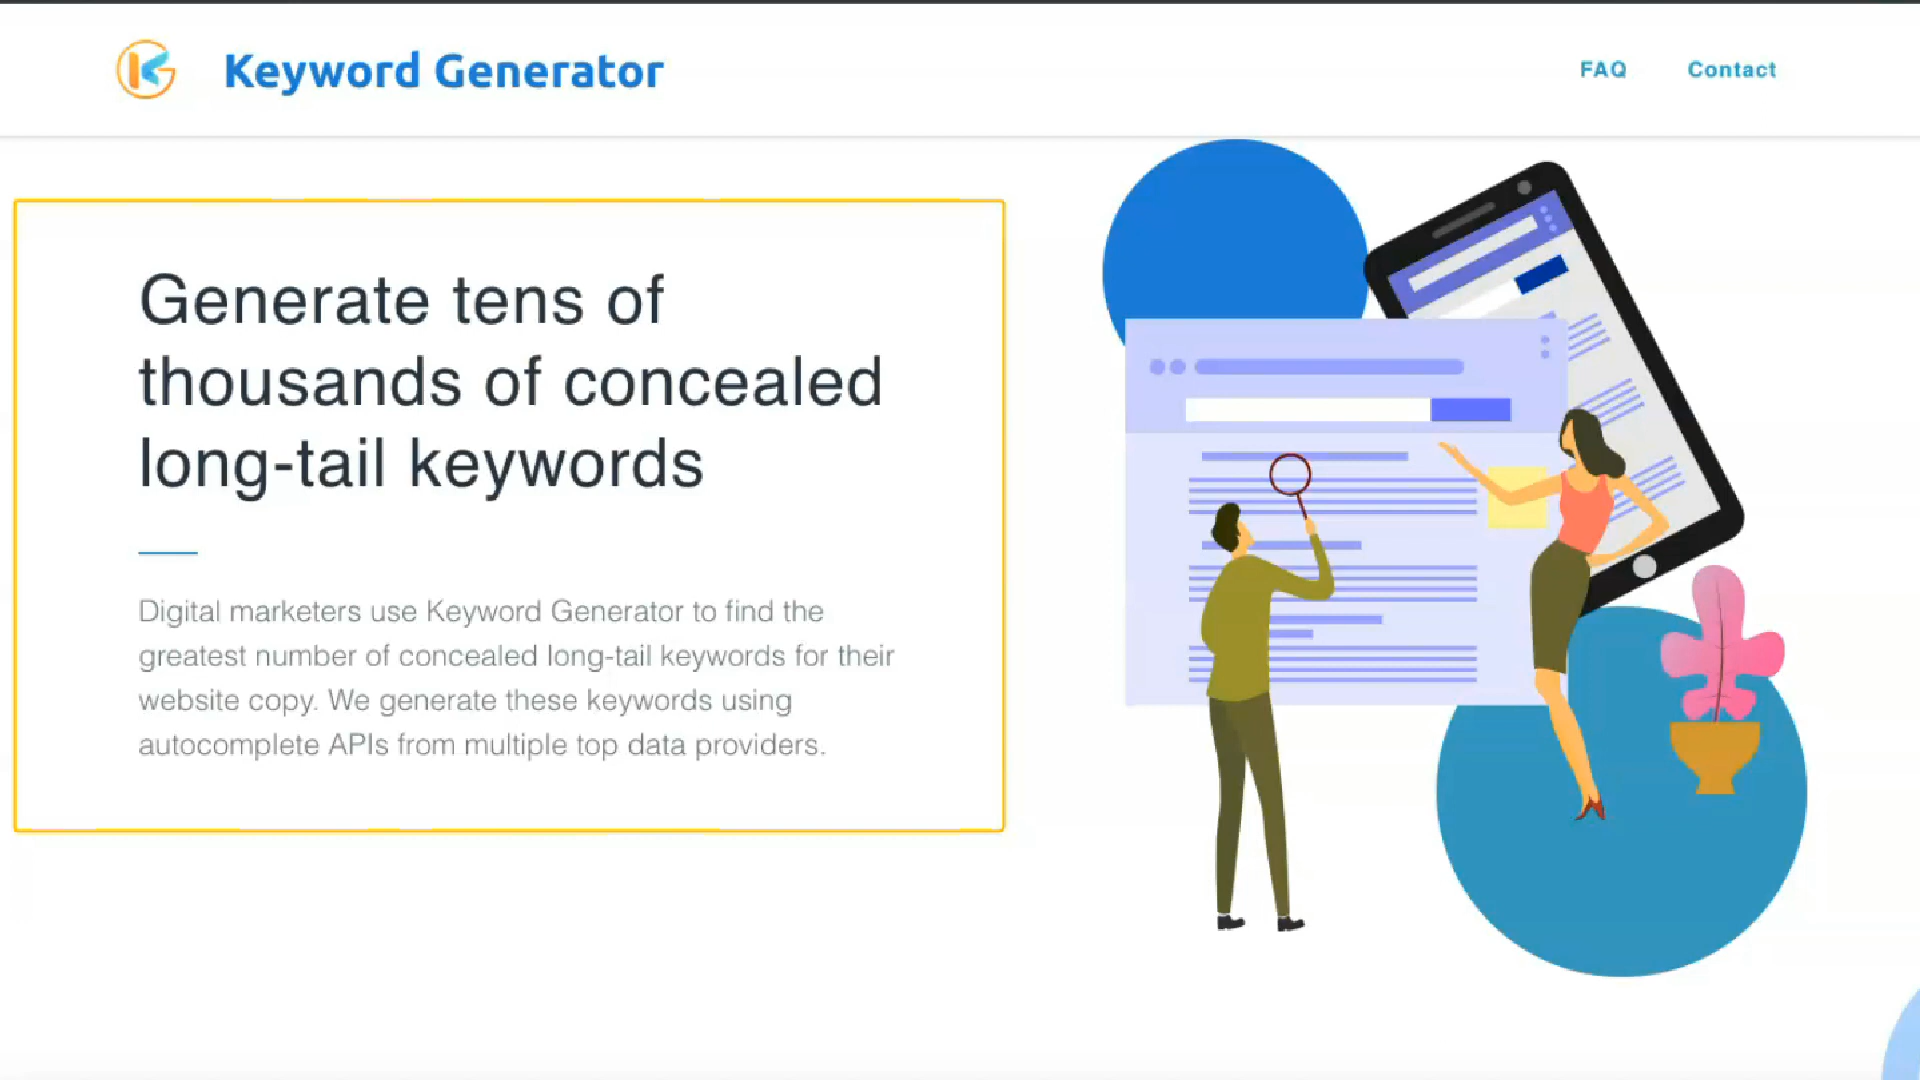 Keyword Generator
FAQ
Contact
Generate tens of
thousands of concealed
long-tail keywords
Digital marketers use Keyword Generator to find the
greatest number of concealed long-tail keywords for their
website copy. We generate these keywords using
autocomplete APIs from multiple top data providers.